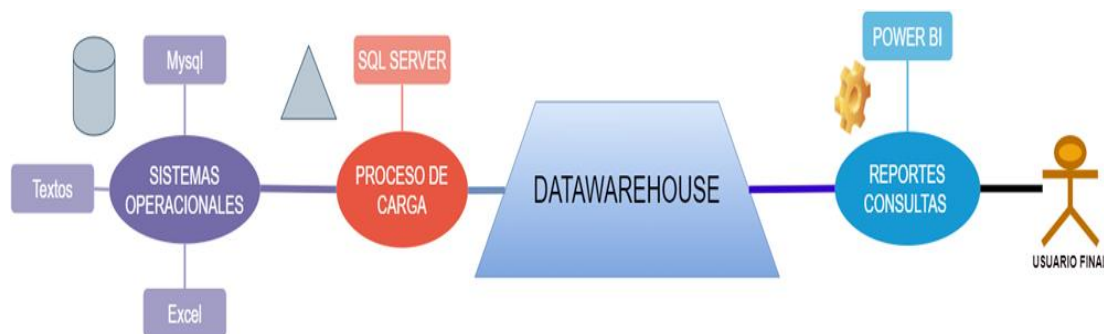 Mysql
SQL SERVER
POWER BI
Textos
SISTEMAS
OPERACIONALES
PROCESO DE
CARGA
DATAWAREHOUSE
REPORTES
CONSULTAS
USUARIO FINAL
Excel